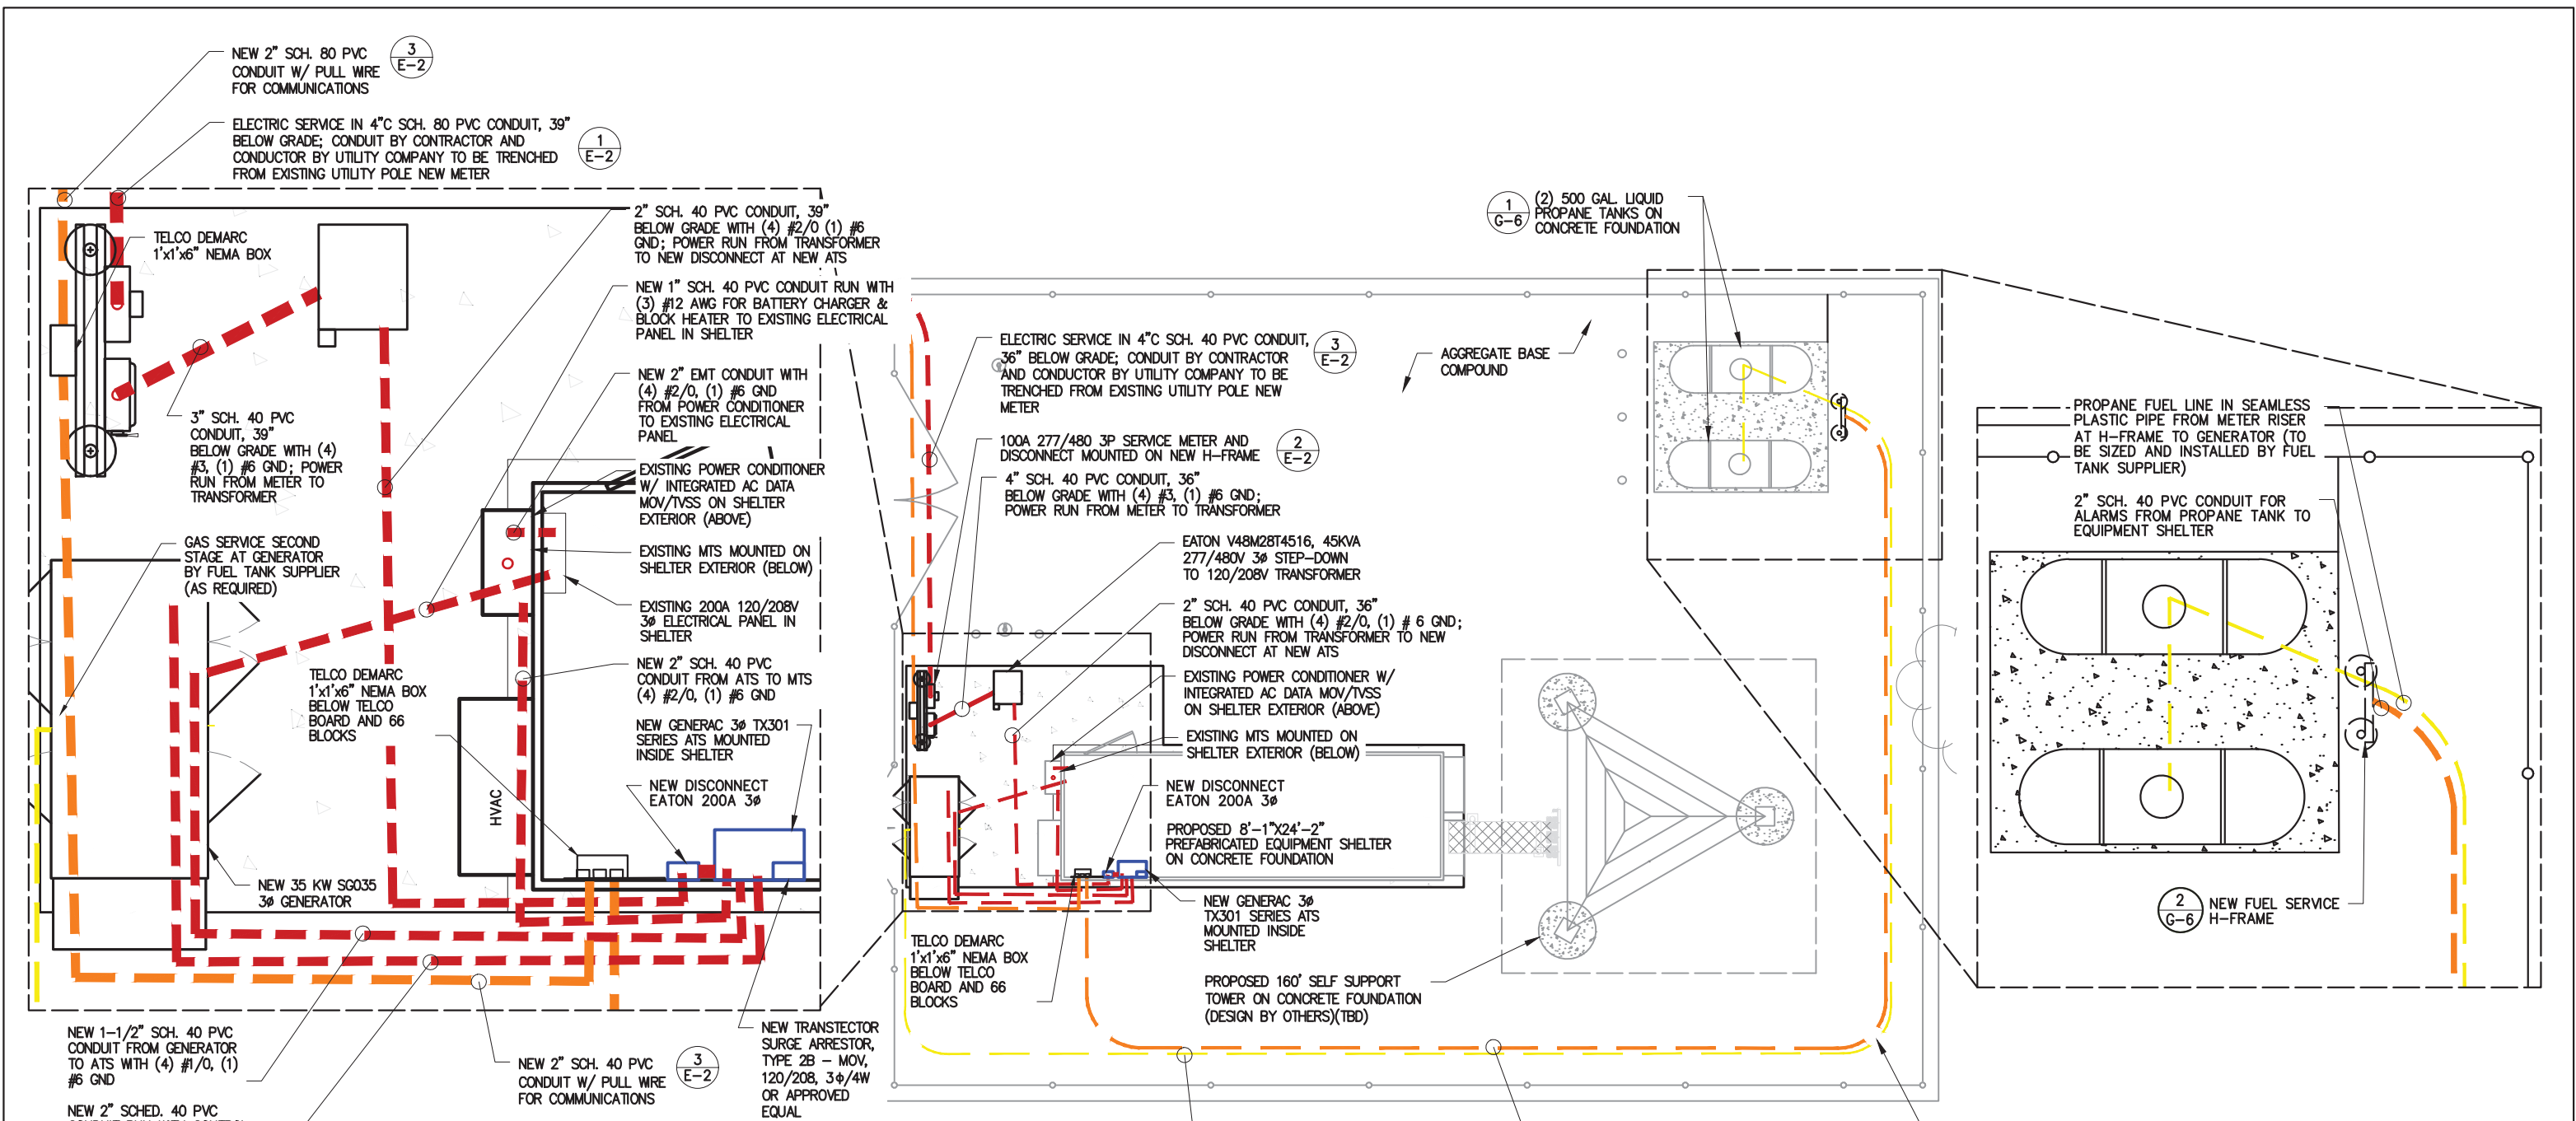 NEW 2" SCH. 80 PVC
CONDUIT W/ PULL WIRE
FOR COMMUNICATIONS
3
E-2
ELECTRIC SERVICE IN 4"C SCH. 80 PVC CONDUIT, 39"
BELOW GRADE; CONDUIT BY CONTRACTOR AND
CONDUCTOR BY UTILITY COMPANY TO BE TRENCHED
FROM EXISTING UTILITY POLE NEW METER
1
E-2
TELCO DEMARC
1'x1'x6" NEMA BOX
2" SCH. 40 PVC CONDUIT, 39"
BELOW GRADE WITH (4) #2/0 (1) #6
GND; POWER RUN FROM TRANSFORMER
TO NEW DISCONNECT AT NEW ATS
NEW 1" SCH. 40 PVC CONDUIT RUN WITH
(3) #12 AWG FOR BATTERY CHARGER &
BLOCK HEATER TO EXISTING ELECTRICAL
PANEL IN SHELTER
NEW 2" EMT CONDUIT WITH
(4) #2/0, (1) #6 GND
FROM POWER CONDITIONER
TO EXISTING ELECTRICAL
PANEL
3" SCH. 40 PVC
CONDUIT, 39"
BELOW GRADE WITH (4)
#3, (1) #6 GND; POWER
RUN FROM METER TO
TRANSFORMER
EXISTING POWER CONDITIONER
W/ INTEGRATED AC DATA
MOV/TVSS ON SHELTER
EXTERIOR (ABOVE)
GAS SERVICE SECOND
STAGE AT GENERATOR
BY FUEL TANK SUPPLIER
(AS REQUIRED)
EXISTING MTS MOUNTED ON
SHELTER EXTERIOR (BELOW)
EXISTING 200A 120/208V
3ø ELECTRICAL PANEL IN
SHELTER
NEW 2" SCH. 40 PVC
CONDUIT FROM ATS TO MTS
(4) #2/0, (1) #6 GND
TELCO DEMARC
1'x1'x6" NEMA BOX
BELOW TELCO
BOARD AND 66
BLOCKS
NEW GENERAC 3ø TX301
SERIES ATS MOUNTED
INSIDE SHELTER
NEW DISCONNECT
EATON 200A 3ø
HVAC
NEW 35 KW SG035
3ø GENERATOR
NEW 1-1/2" SCH. 40 PVC
CONDUIT FROM GENERATOR
TO ATS WITH (4) #1/0, (1)
#6 GND
NEW 2" SCHED. 40 PVC
NEW 2" SCH. 40 PVC
CONDUIT W/ PULL WIRE
FOR COMMUNICATIONS
3
E-2
NEW TRANSTECTOR
SURGE ARRESTOR,
TYPE 2B - MOV,
120/208, 3ϕ/4W
OR APPROVED
EQUAL
ELECTRIC SERVICE IN 4"C SCH. 40 PVC CONDUIT,
36" BELOW GRADE; CONDUIT BY CONTRACTOR
AND CONDUCTOR BY UTILITY COMPANY TO BE
TRENCHED FROM EXISTING UTILITY POLE NEW
METER
3
E-2
100A 277/480 3P SERVICE METER AND
DISCONNECT MOUNTED ON NEW H-FRAME
2
E-2
4" SCH. 40 PVC CONDUIT, 36"
BELOW GRADE WITH (4) #3, (1) #6 GND;
POWER RUN FROM METER TO TRANSFORMER
EATON V48M28T4516, 45KVA
277/480V 3ø STEP-DOWN
TO 120/208V TRANSFORMER
2" SCH. 40 PVC CONDUIT, 36"
BELOW GRADE WITH (4) #2/0, (1) # 6 GND;
POWER RUN FROM TRANSFORMER TO NEW
DISCONNECT AT NEW ATS
EXISTING POWER CONDITIONER W/
INTEGRATED AC DATA MOV/TVSS
ON SHELTER EXTERIOR (ABOVE)
EXISTING MTS MOUNTED ON
SHELTER EXTERIOR (BELOW)
NEW DISCONNECT
EATON 200A 3ø
PROPOSED 8'-1"X24'-2"
PREFABRICATED EQUIPMENT SHELTER
ON CONCRETE FOUNDATION
NEW GENERAC 3ø
TX301 SERIES ATS
MOUNTED INSIDE
SHELTER
TELCO DEMARC
1'x1'x6" NEMA BOX
BELOW TELCO
BOARD AND 66
BLOCKS
PROPOSED 160' SELF SUPPORT
TOWER ON CONCRETE FOUNDATION
(DESIGN BY OTHERS)(TBD)
AGGREGATE BASE
COMPOUND
1
G-6
(2) 500 GAL. LIQUID
PROPANE TANKS ON
CONCRETE FOUNDATION
PROPANE FUEL LINE IN SEAMLESS
PLASTIC PIPE FROM METER RISER
AT H-FRAME TO GENERATOR (TO
BE SIZED AND INSTALLED BY FUEL
TANK SUPPLIER)
2" SCH. 40 PVC CONDUIT FOR
ALARMS FROM PROPANE TANK TO
EQUIPMENT SHELTER
2
G-6
NEW FUEL SERVICE
H-FRAME